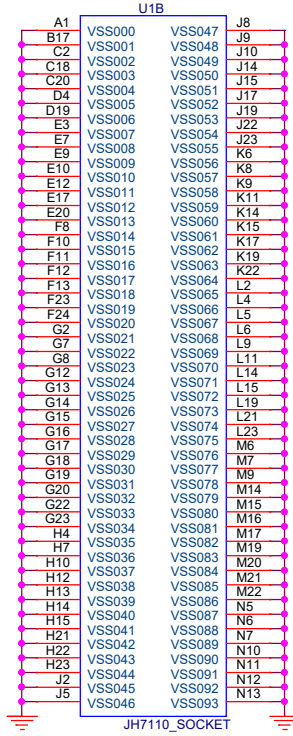 U1B
A1 VSS000 VSS047 J8
B17 VSS001 VSS048 J9
C2 VSS002 VSS049 J10
C18 VSS003 VSS050 J14
C20 VSS004 VSS051 J15
D4 VSS005 VSS052 J17
D19 VSS006 VSS053 J19
E3 VSS007 VSS054 J22
E7 VSS008 VSS055 J23
E9 VSS009 VSS056 K6
E10 VSS010 VSS057 K8
E12 VSS011 VSS058 K9
E17 VSS012 VSS059 K11
E20 VSS013 VSS060 K14
F8 VSS014 VSS061 K15
F10 VSS015 VSS062 K17
F11 VSS016 VSS063 K19
F12 VSS017 VSS064 K22
F13 VSS018 VSS065 L2
F23 VSS019 VSS066 L4
F24 VSS020 VSS067 L5
G2 VSS021 VSS068 L6
G7 VSS022 VSS069 L9
G8 VSS023 VSS070 L11
G12 VSS024 VSS071 L14
G13 VSS025 VSS072 L15
G14 VSS026 VSS073 L19
G15 VSS027 VSS074 L21
G16 VSS028 VSS075 L23
G17 VSS029 VSS076 M6
G18 VSS030 VSS077 M7
G19 VSS031 VSS078 M9
G20 VSS032 VSS079 M14
G22 VSS033 VSS080 M15
G23 VSS034 VSS081 M16
H4 VSS035 VSS082 M17
H7 VSS036 VSS083 M19
H10 VSS037 VSS084 M20
H12 VSS038 VSS085 M21
H13 VSS039 VSS086 M22
H14 VSS040 VSS087 N5
H15 VSS041 VSS088 N6
H21 VSS042 VSS089 N7
H22 VSS043 VSS090 N10
H23 VSS044 VSS091 N11
J2 VSS045 VSS092 N12
J5 VSS046 VSS093 N13
JH7110_SOCKET